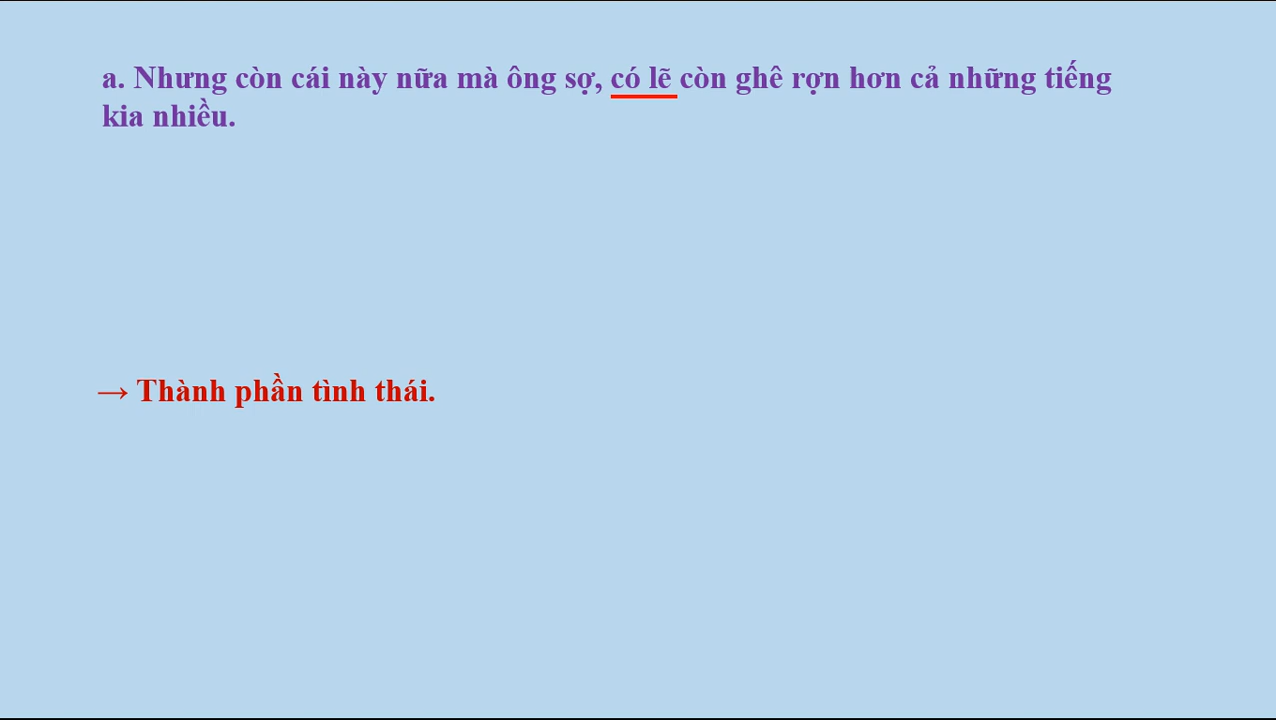 a. Nhưng còn cái này nữa mà ông sợ, có lẽ còn ghê rợn hơn cả những tiếng
kia nhiều.
→ Thành phần tình thái.